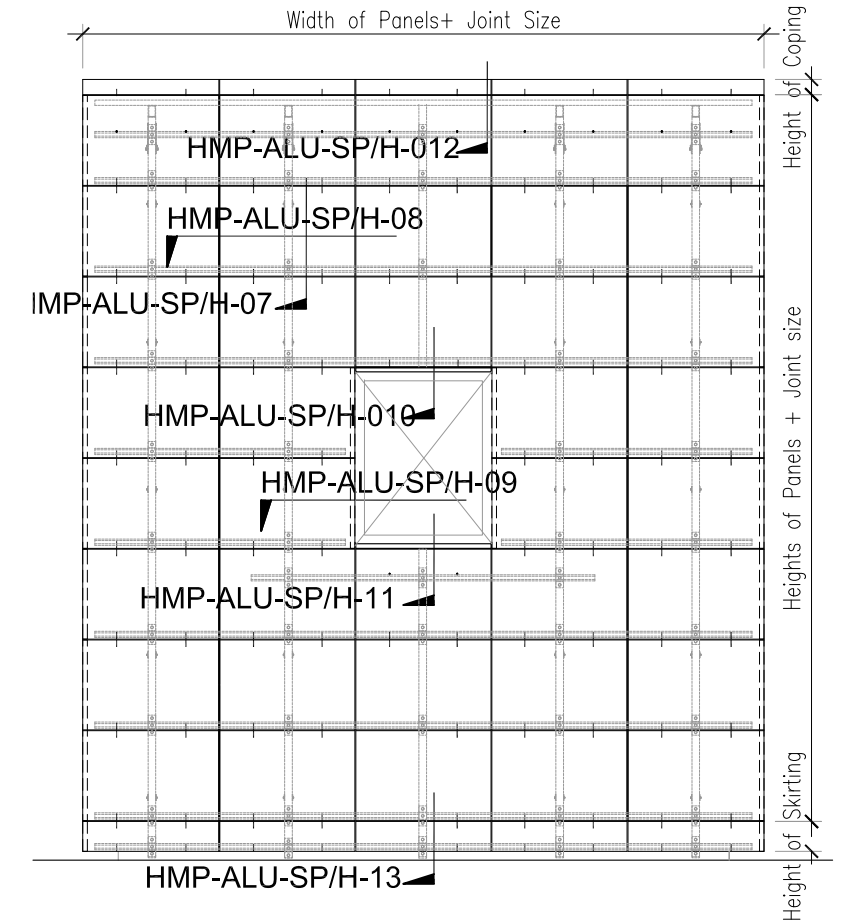 Width of Panels+ Joint Size
Height of Coping
HMP-ALU-SP/H-012
HMP-ALU-SP/H-08
IMP-ALU-SP/H-07
Heights of Panels + Joint size
HMP-ALU-SP/H-010
HMP-ALU-SP/H-09
HMP-ALU-SP/H-11
Height of Skirting
HMP-ALU-SP/H-13